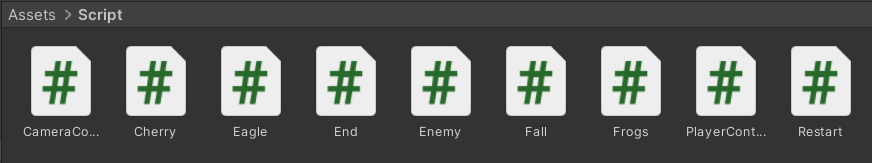 Assets > Script
CameraCo... Cherry Eagle End Enemy Fall Frogs PlayerCont... Restart